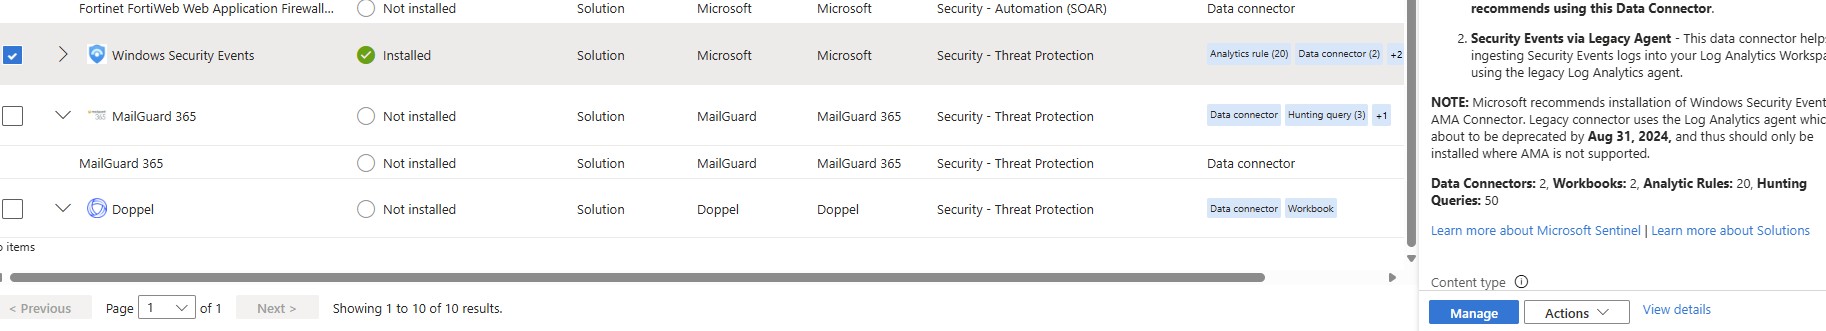 Fortinet FortiWeb Web Application Firewall... Not installed Solution Microsoft Microsoft Security - Automation (SOAR) Data connector
Windows Security Events Installed Solution Microsoft Microsoft Security - Threat Protection Analytics rule (20) Data connector (2) +2
MailGuard 365 Not installed Solution MailGuard MailGuard 365 Security - Threat Protection Data connector Hunting query (3) +1
MailGuard 365 Not installed Solution MailGuard MailGuard 365 Security - Threat Protection Data connector
Doppel Not installed Solution Doppel Doppel Security - Threat Protection Data connector Workbook
items
< Previous Page 1 of 1 Next > Showing 1 to 10 of 10 results.
recommends using this Data Connector.
2. Security Events via Legacy Agent - This data connector help
ingesting Security Events logs into your Log Analytics Workspa
using the legacy Log Analytics agent.
NOTE: Microsoft recommends installation of Windows Security Event
AMA Connector. Legacy connector uses the Log Analytics agent whic
about to be deprecated by Aug 31, 2024, and thus should only be
installed where AMA is not supported.
Data Connectors: 2, Workbooks: 2, Analytic Rules: 20, Hunting
Queries: 50
Learn more about Microsoft Sentinel | Learn more about Solutions
Content type
Manage Actions View details